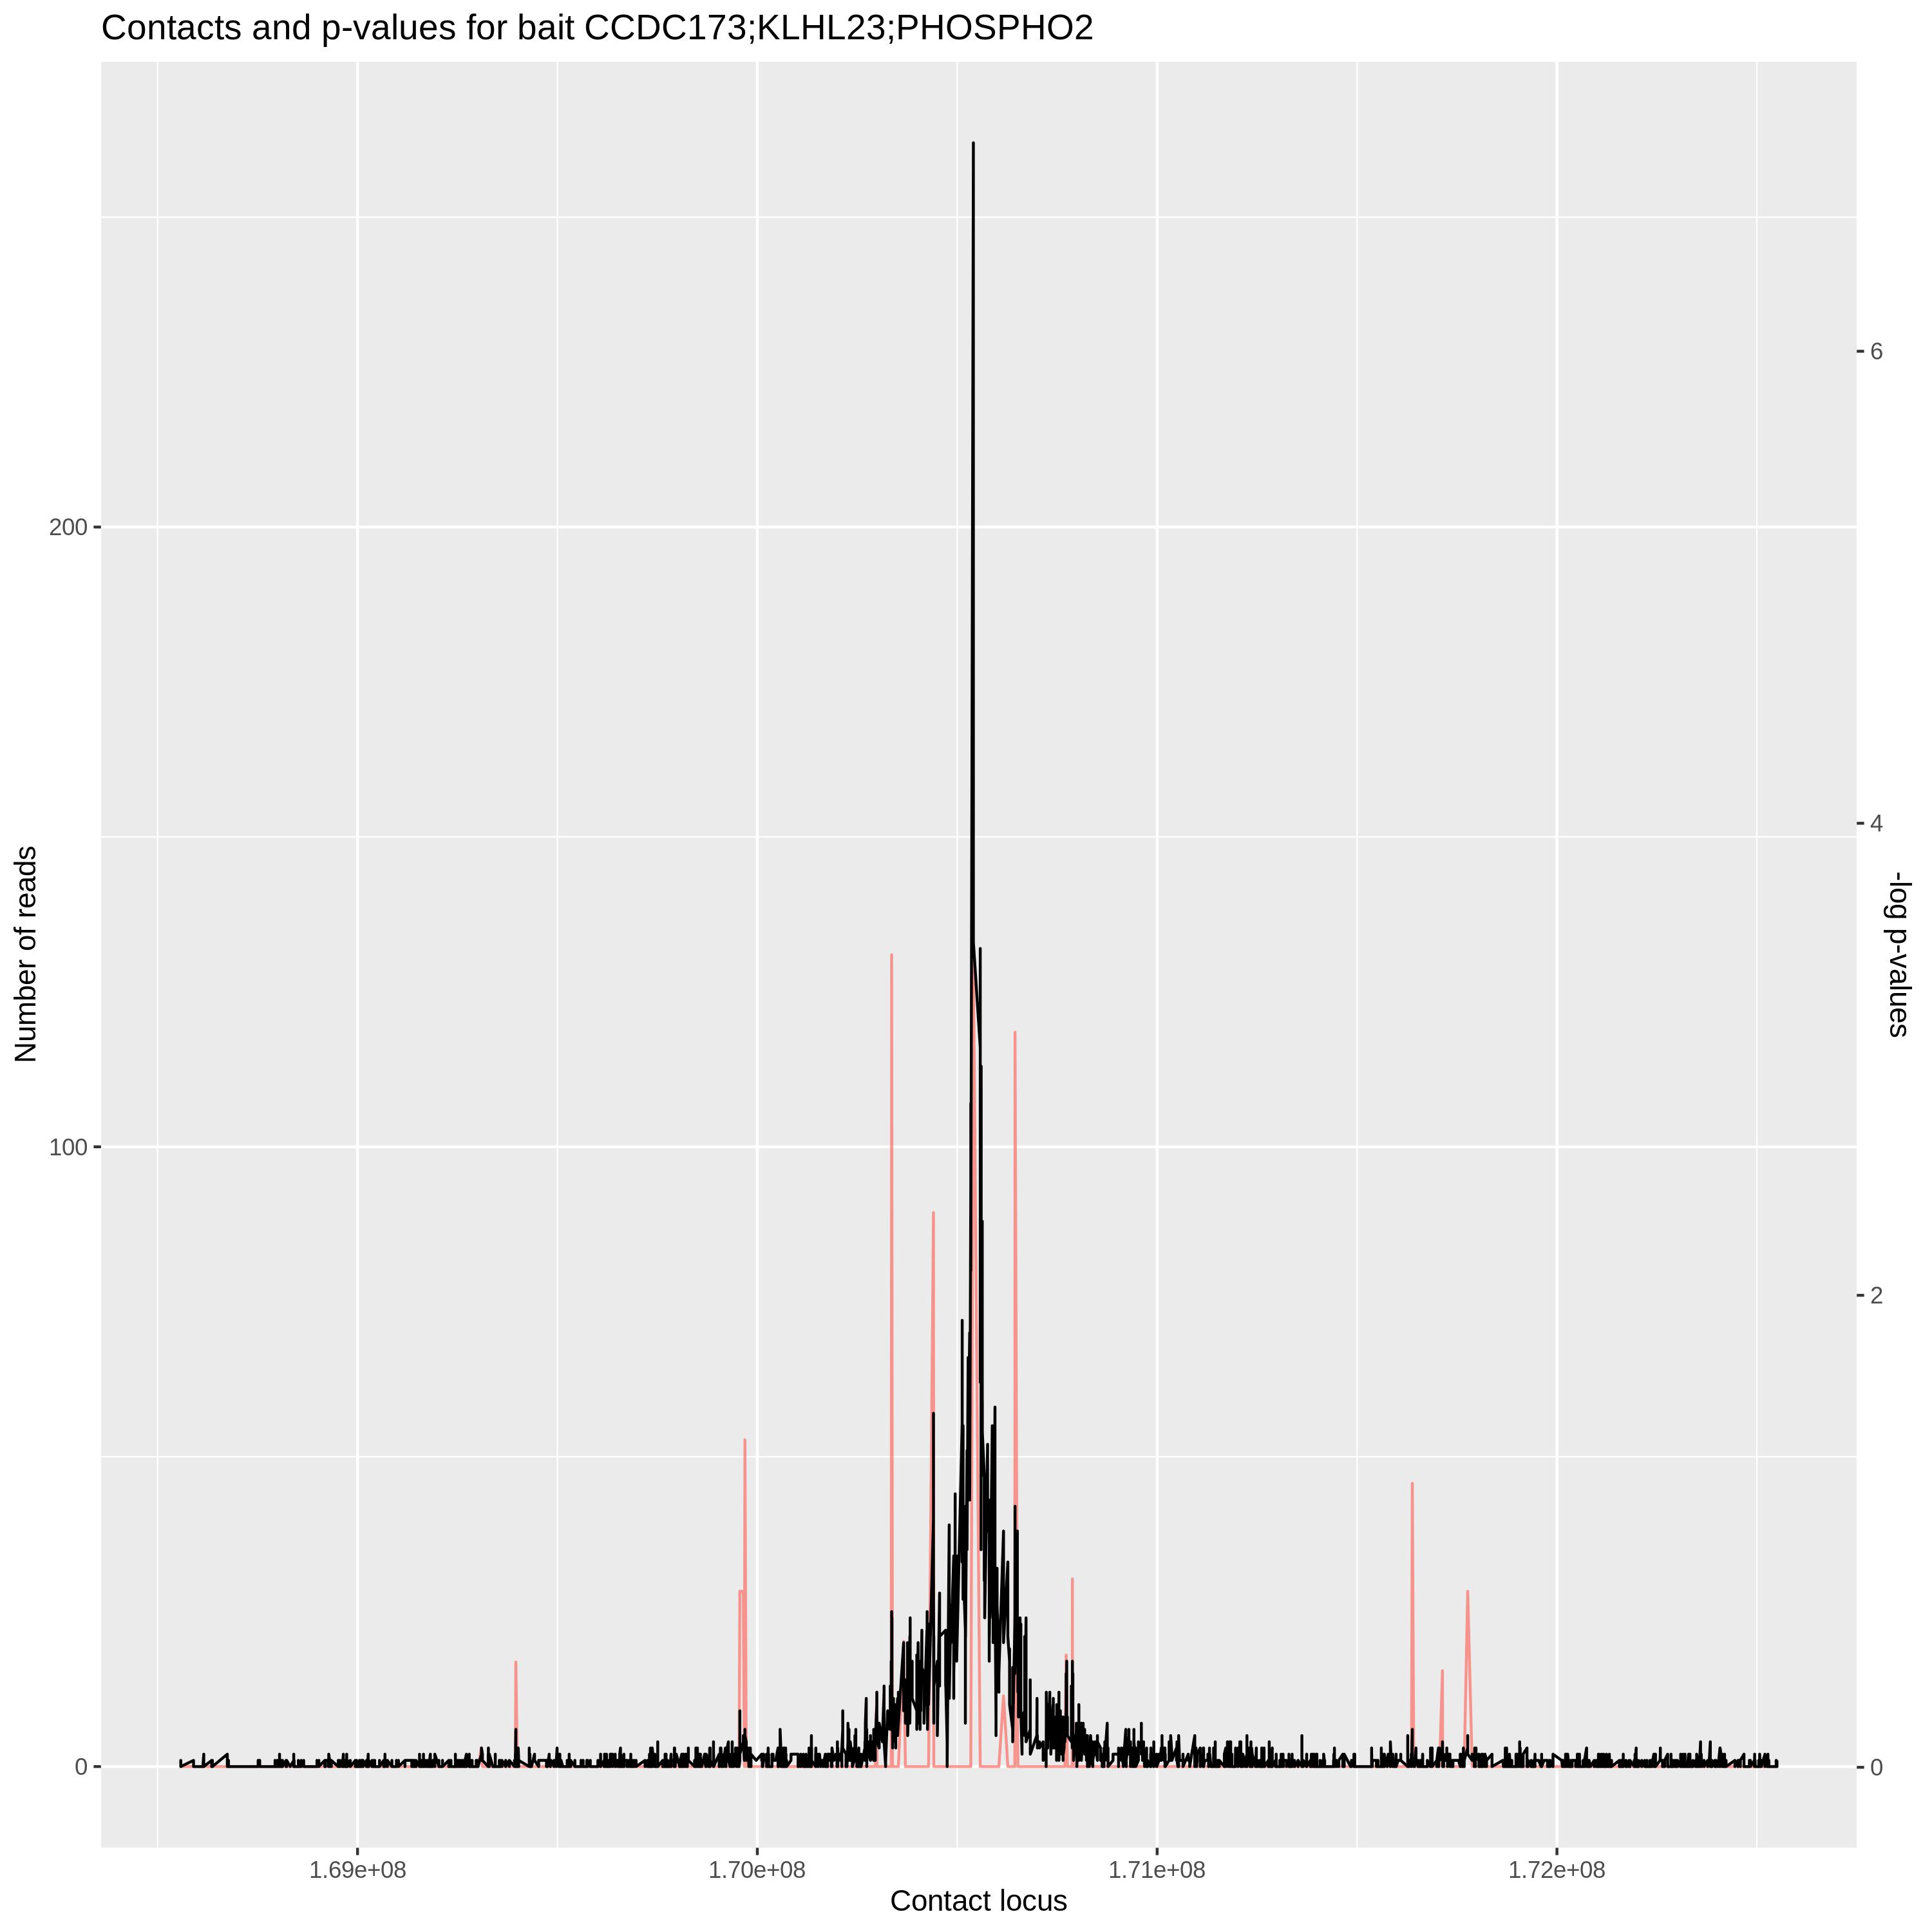 Contacts and p-values for bait CCDC173;KLHL23;PHOSPHO2
Number of reads
200
100
0
6
4
2
0
-log p-values
1.69e+08
1.70e+08
1.71e+08
1.72e+08
Contact locus